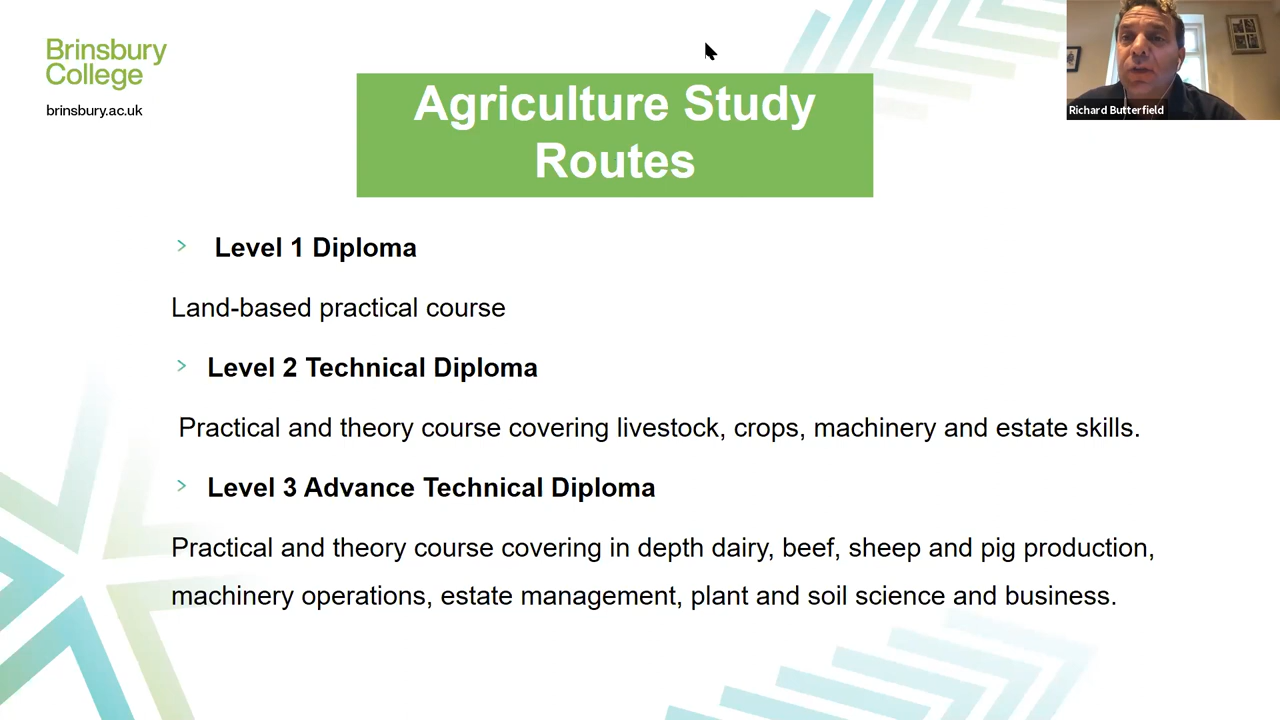 Brinsbury
College
brinsbury.ac.uk
Richard Butterfield
Agriculture Study
Routes
Level 1 Diploma
Land-based practical course
Level 2 Technical Diploma
Practical and theory course covering livestock, crops, machinery and estate skills.
Level 3 Advance Technical Diploma
Practical and theory course covering in depth dairy, beef, sheep and pig production,
machinery operations, estate management, plant and soil science and business.